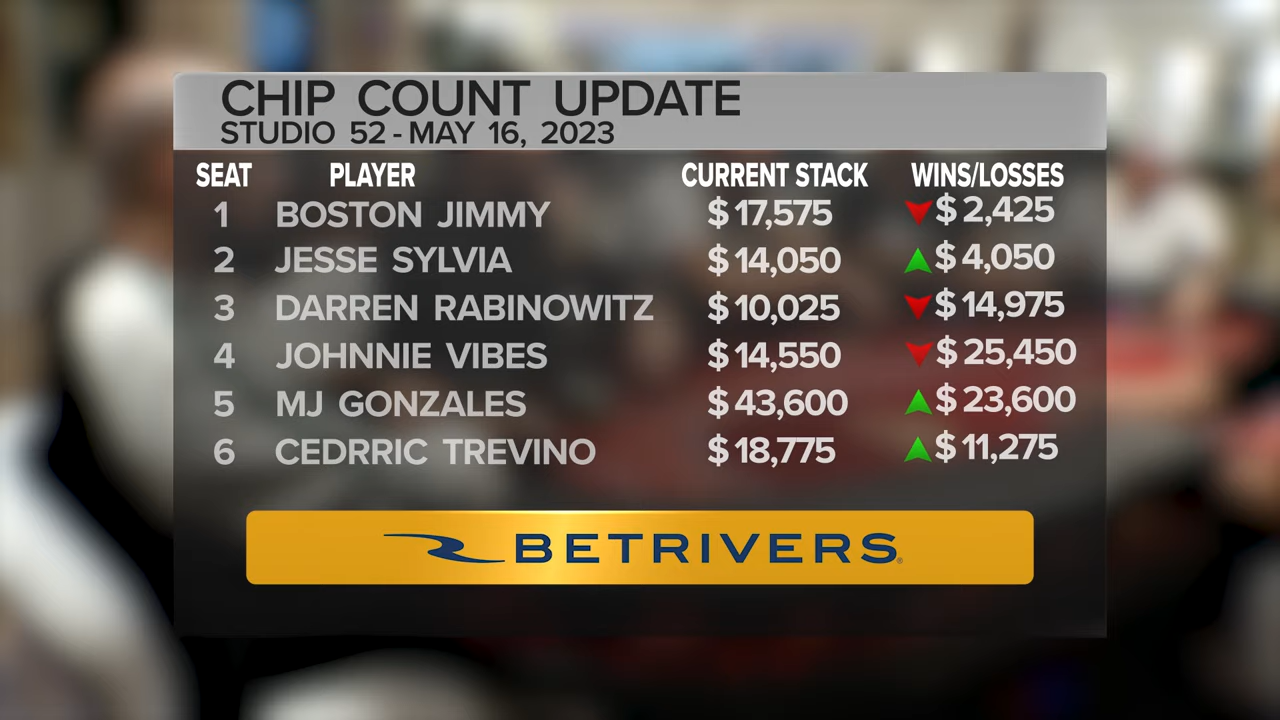 CHIP COUNT UPDATE
STUDIO 52 - MAY 16, 2023
SEAT PLAYER CURRENT STACK WINS/LOSSES
1 BOSTON JIMMY $ 17,575 $ 2,425
2 JESSE SYLVIA $ 14,050 $ 4,050
3 DARREN RABINOWITZ $ 10,025 $ 14,975
4 JOHNNIE VIBES $ 14,550 $ 25,450
5 MJ GONZALES $ 43,600 $ 23,600
6 CEDRRIC TREVINO $ 18,775 $ 11,275
BETRIVERS®